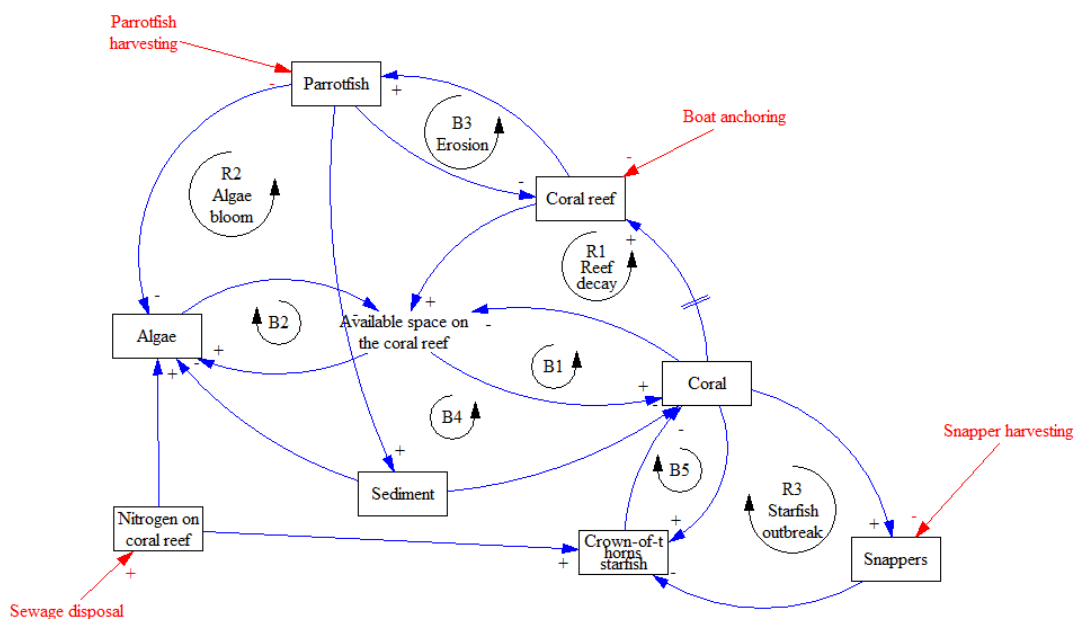 Parrotfish
harvesting
-
Parrotfish
+
B3
Erosion
Boat anchoring
-
R2
Algae
bloom
-
Coral reef
+
R1
Reef
decay
-
+
-
Available space on
the coral reef
-
Algae
B2
+
-
+
B1
+
-
Coral
-
B4
+
B5
Snapper harvesting
Sediment
R3
Starfish
outbreak
+
+
-
Nitrogen on
coral reef
Crown-of-t
horns
starfish
+
-
Snappers
+
Sewage disposal